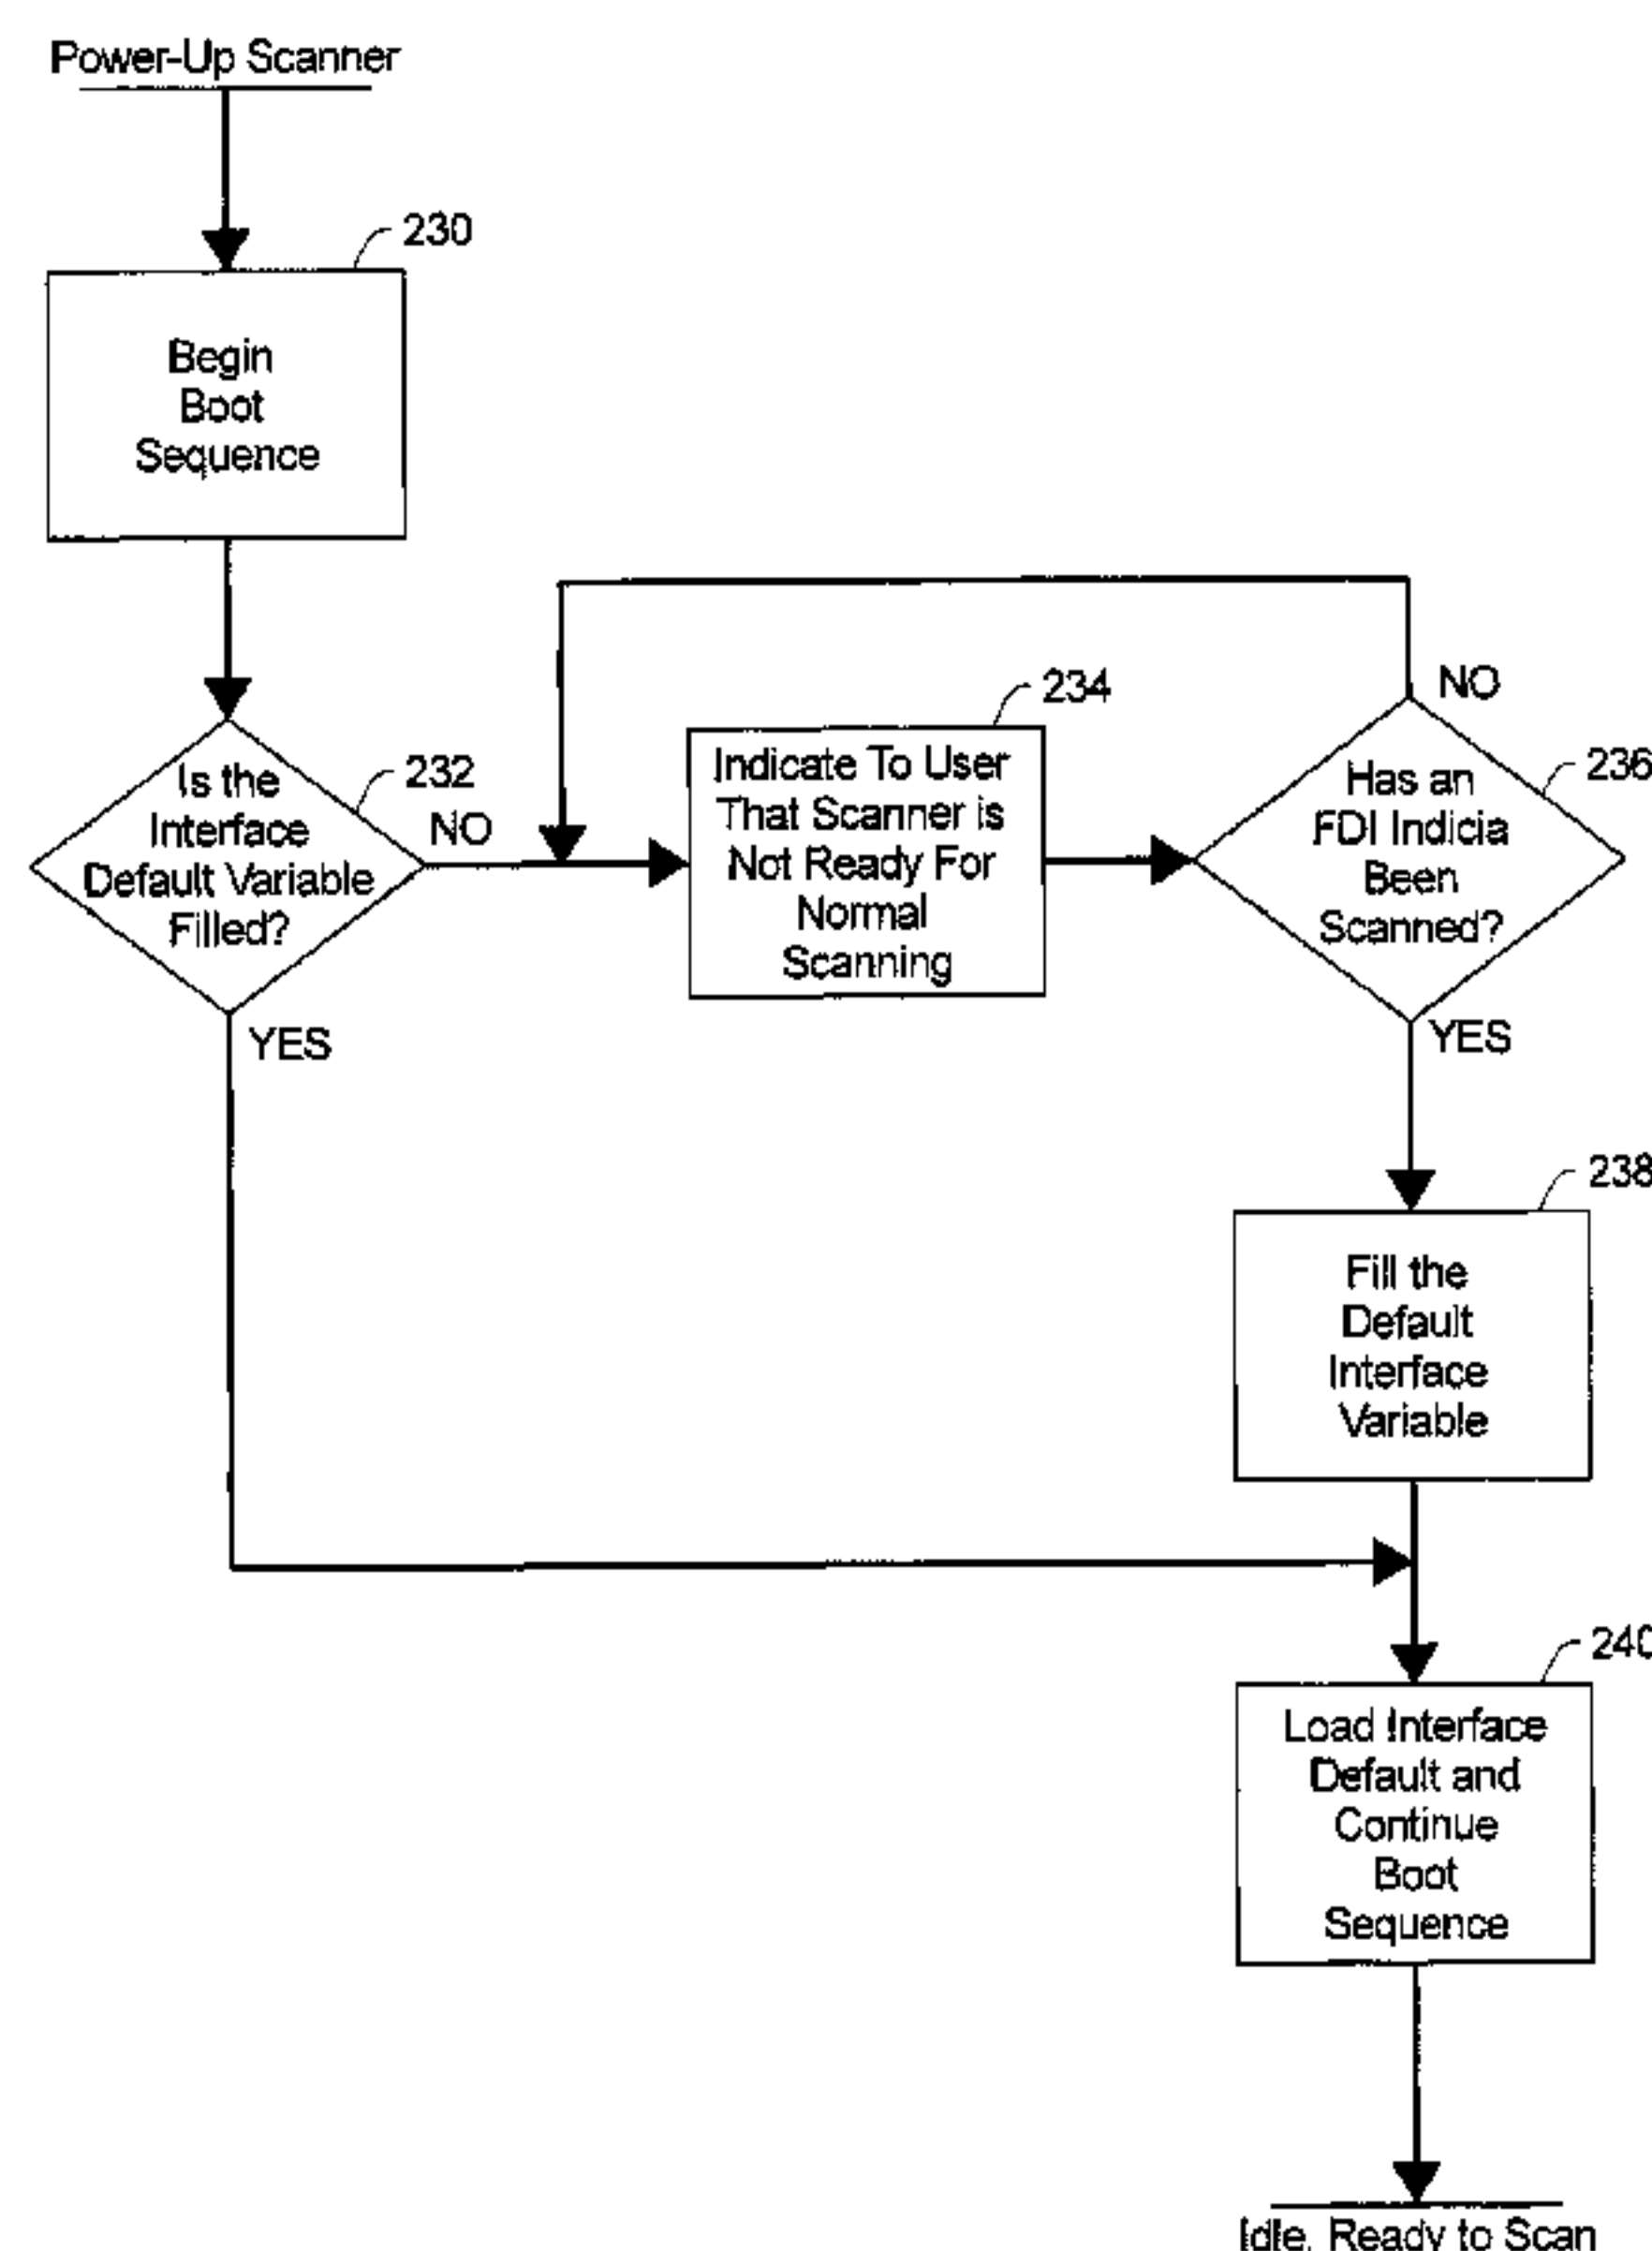 Power-Up Scanner
230
Begin
Boot
Sequence
232
Is the
Interface
Default Variable
Filled?
NO
YES
234
Indicate To User
That Scanner is
Not Ready For
Normal
Scanning
NO
236
Has an
FDI Indicia
Been
Scanned?
YES
238
Fill the
Default
Interface
Variable
240
Load Interface
Default and
Continue
Boot
Sequence
Idle, Ready to Scan